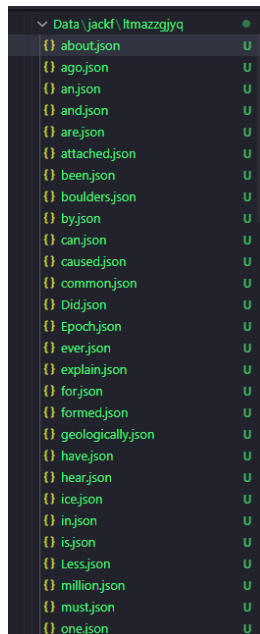 Data\jackf\ltmazzgjyq
{} about.json U
{} ago.json U
{} an.json U
{} and.json U
{} are.json U
{} attached.json U
{} been.json U
{} boulders.json U
{} by.json U
{} can.json U
{} caused.json U
{} common.json U
{} Did.json U
{} Epoch.json U
{} ever.json U
{} explain.json U
{} for.json U
{} formed.json U
{} geologically.json U
{} have.json U
{} hear.json U
{} ice.json U
{} in.json U
{} is.json U
{} Less.json U
{} million.json U
{} must.json U
{} one.json U